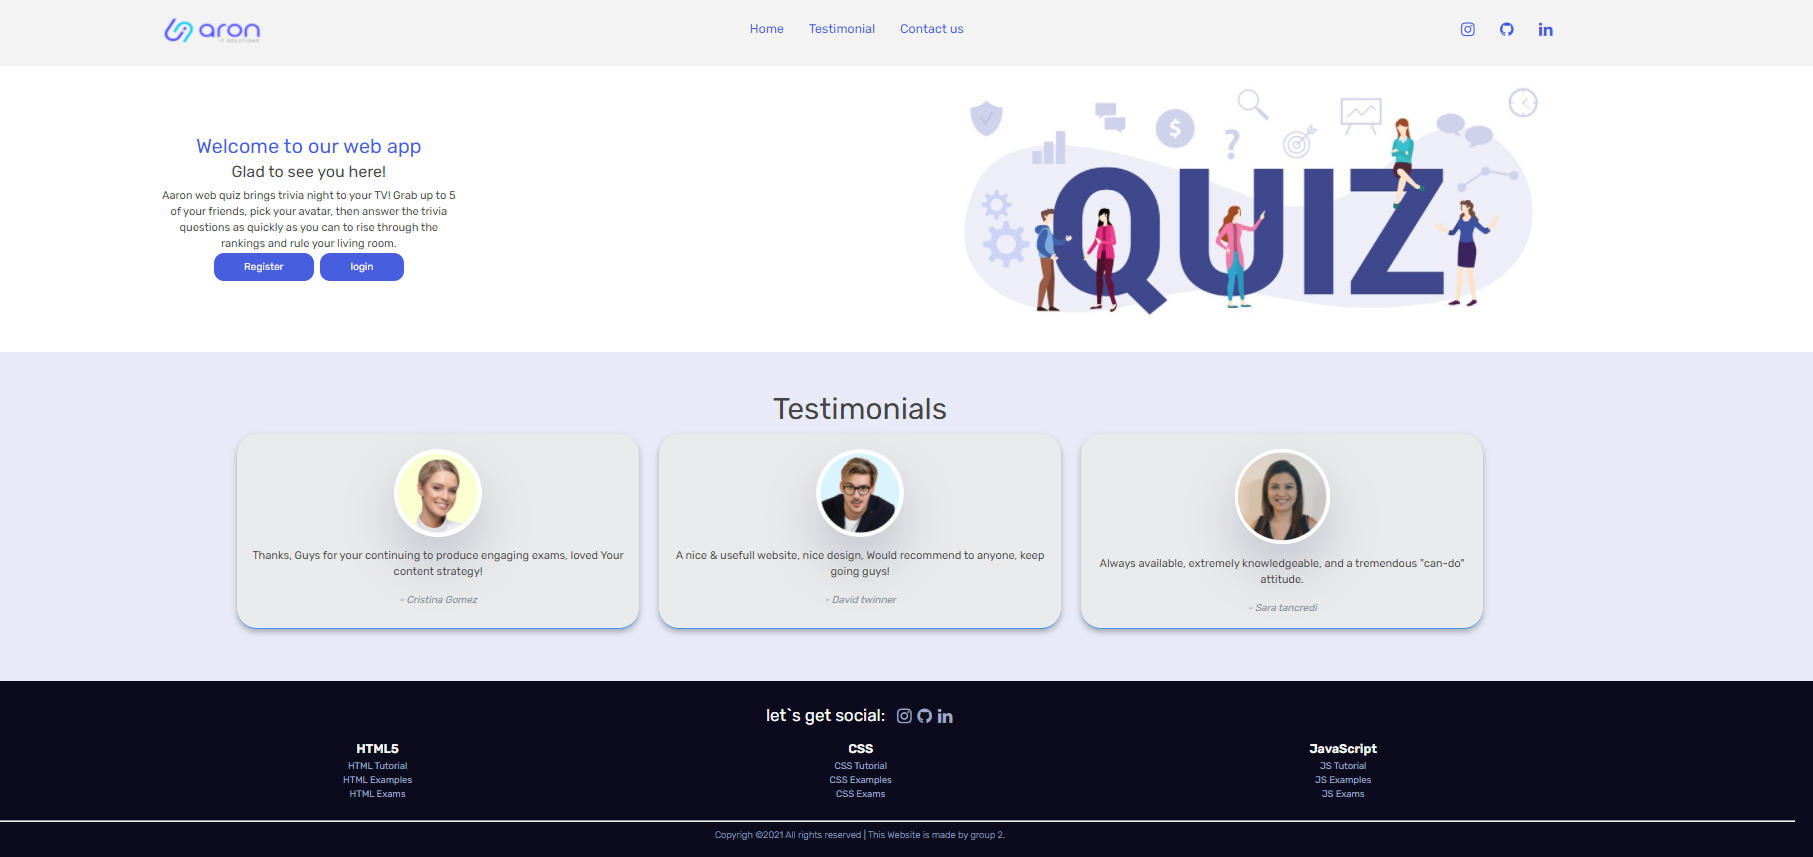 aron
IT SOLUTIONS
Home Testimonial Contact us
Welcome to our web app
Glad to see you here!
Aaron web quiz brings trivia night to your TV! Grab up to 5
of your friends, pick your avatar, then answer the trivia
questions as quickly as you can to rise through the
rankings and rule your living room.
Register login
$
?
QUIZ
Testimonials
Thanks, Guys for your continuing to produce engaging exams, loved Your
content strategy!
- Cristina Gomez
A nice & usefull website, nice design, Would recommend to anyone, keep
going guys!
- David twinner
Always available, extremely knowledgeable, and a tremendous "can-do"
attitude.
- Sara tancredi
let`s get social:
HTML5
HTML Tutorial
HTML Examples
HTML Exams
CSS
CSS Tutorial
CSS Examples
CSS Exams
JavaScript
JS Tutorial
JS Examples
JS Exams
Copyrigh ©2021 All rights reserved | This Website is made by group 2.